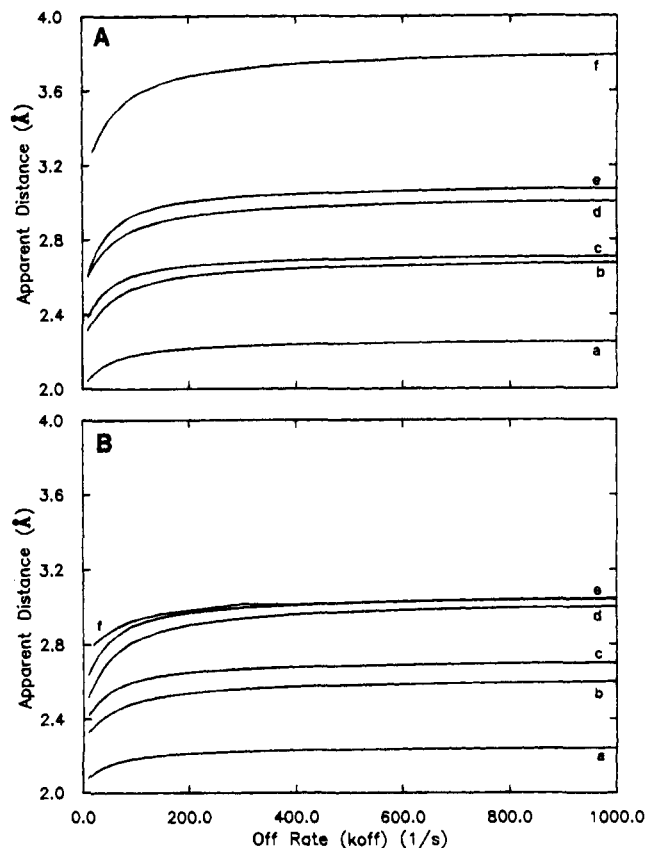 A
4.0
3.6
3.2
2.8
2.4
2.0
Apparent Distance (Å)
f
e
d
c
b
a
B
4.0
3.6
3.2
2.8
2.4
2.0
Apparent Distance (Å)
f
e
d
c
b
a
0.0 200.0 400.0 600.0 800.0 1000.0
Off Rate (koff) (1/s)